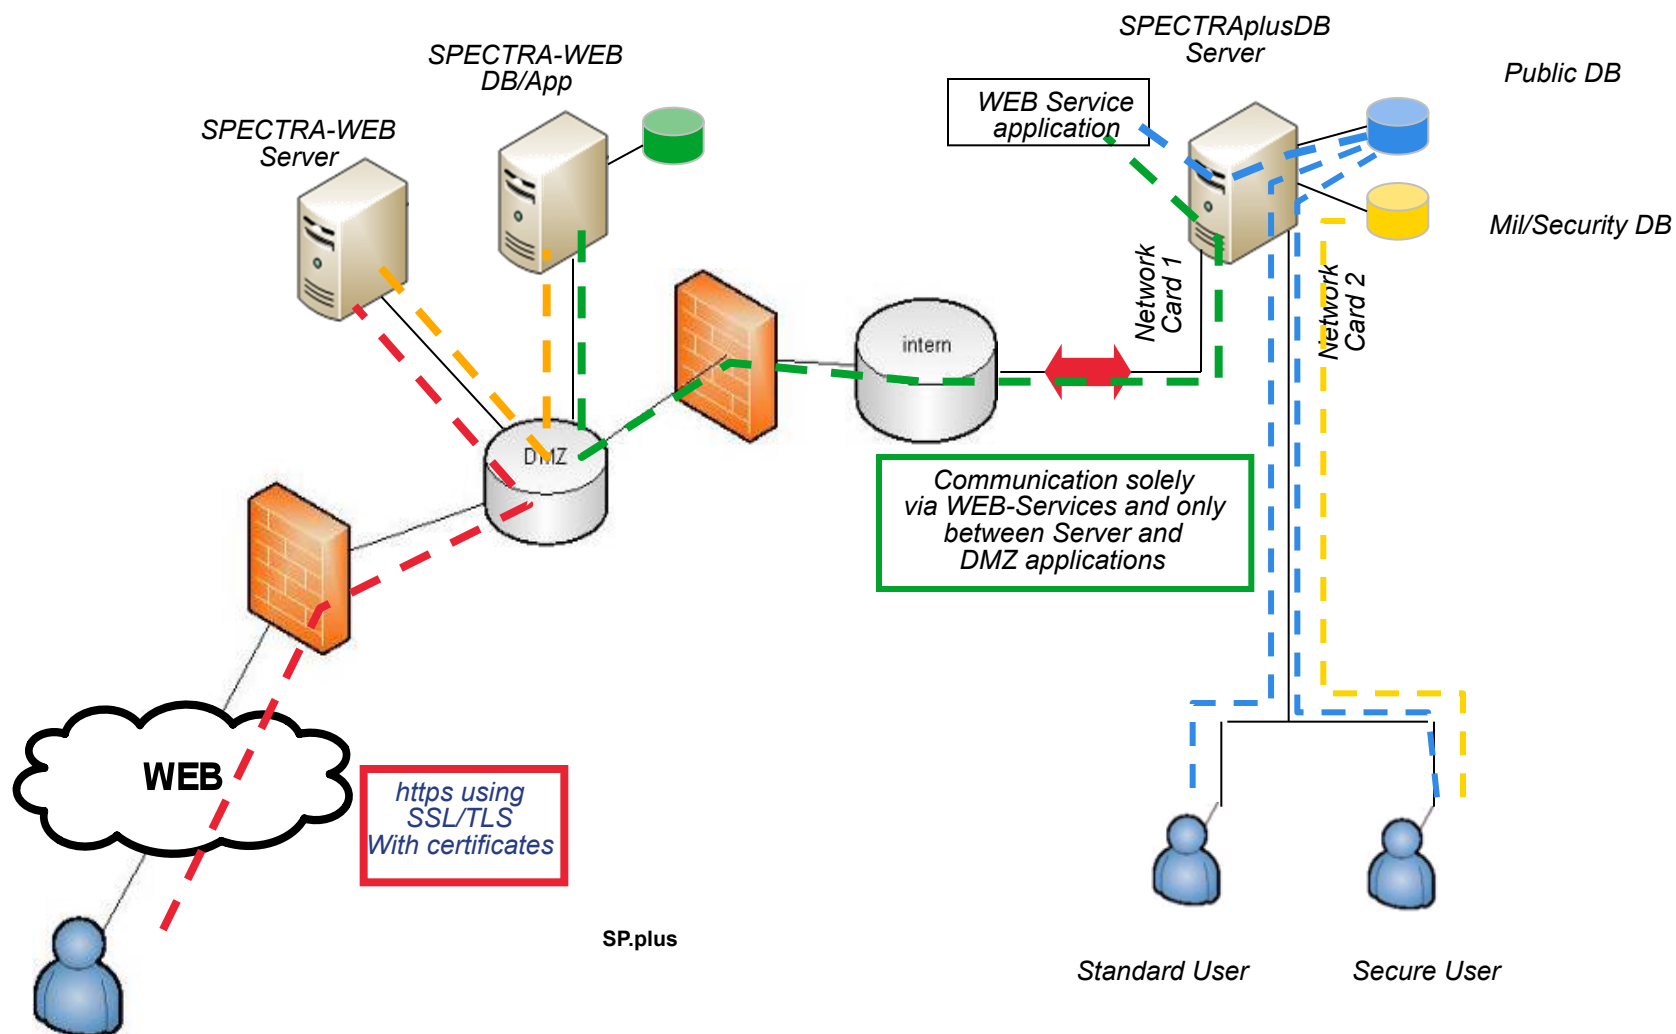 SPECTRAplusDB
Server
SPECTRA-WEB
DB/App
Public DB
WEB Service
application
SPECTRA-WEB
Server
Mil/Security DB
Network
Card 1
Network
Card 2
intern
DMZ
Communication solely
via WEB-Services and only
between Server and
DMZ applications
WEB
https using
SSL/TLS
With certificates
SP.plus
Standard User
Secure User